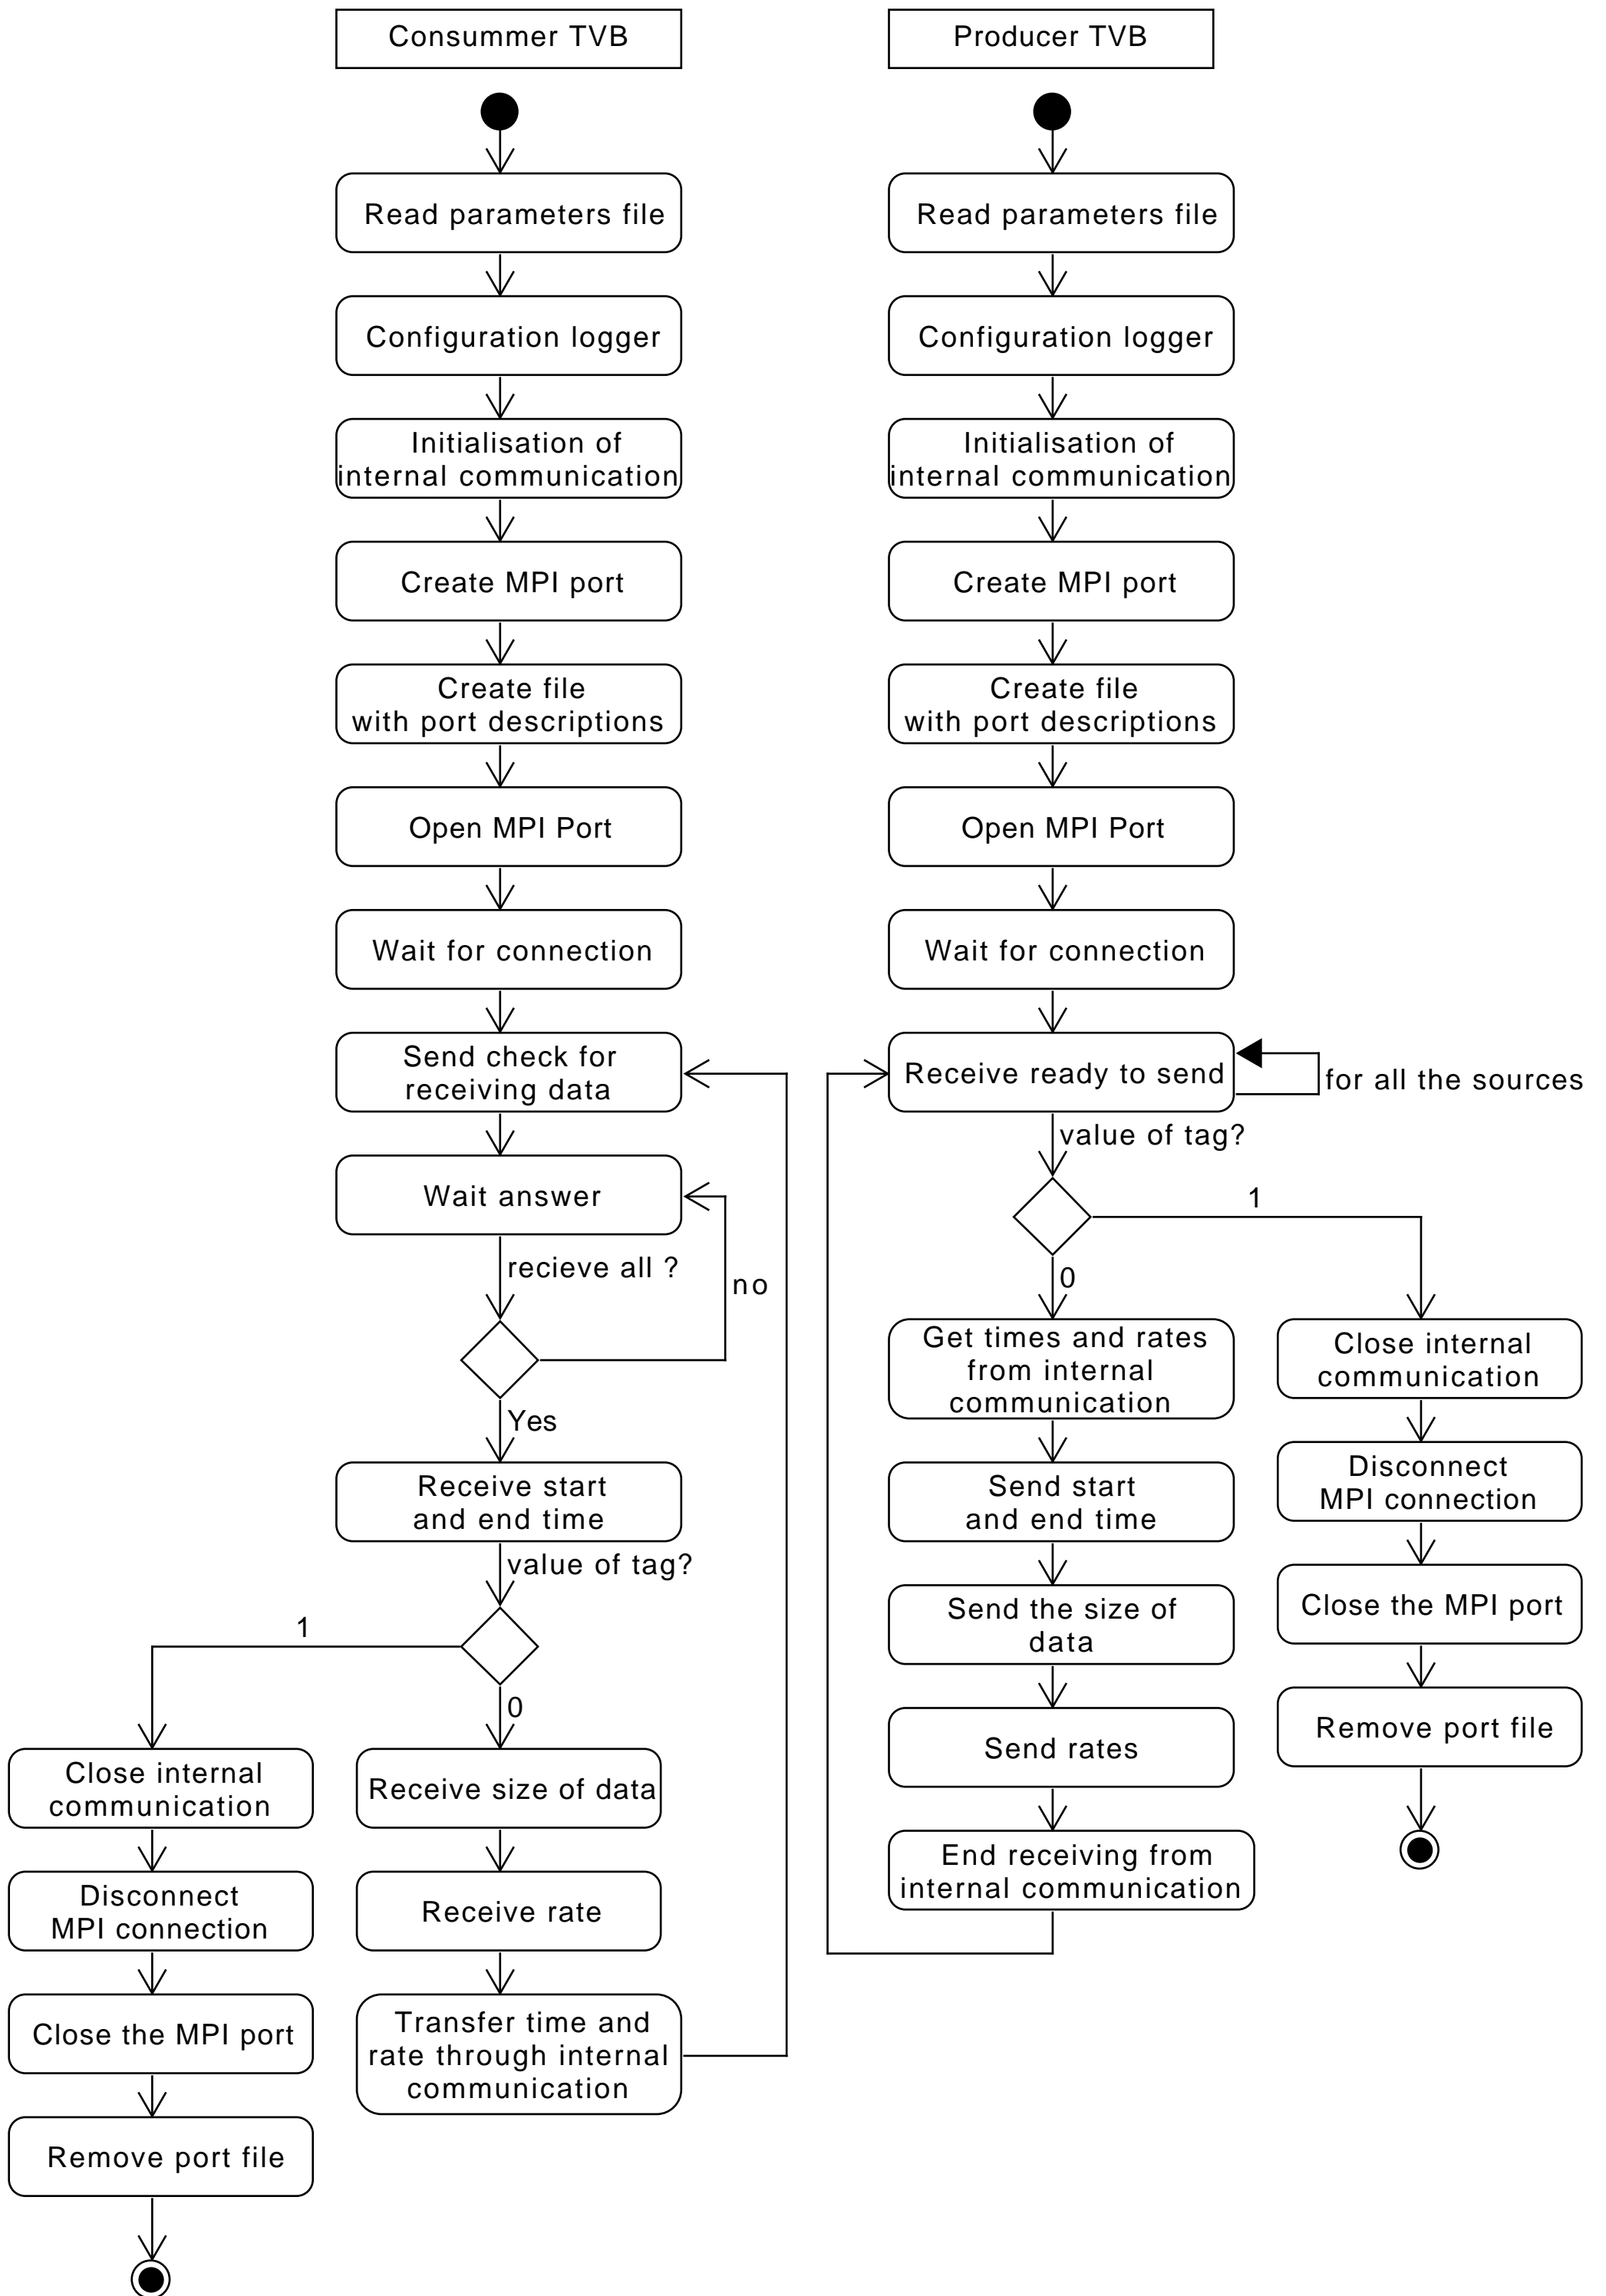 Consummer TVB
Read parameters file
Configuration logger
Initialisation of
internal communication
Create MPI port
Create file
with port descriptions
Open MPI Port
Wait for connection
Send check for
receiving data
Wait answer
recieve all ?
no
Yes
Receive start
and end time
value of tag?
1
0
Close internal
communication
Disconnect
MPI connection
Close the MPI port
Remove port file
Receive size of data
Receive rate
Transfer time and
rate through internal
communication
Producer TVB
Read parameters file
Configuration logger
Initialisation of
internal communication
Create MPI port
Create file
with port descriptions
Open MPI Port
Wait for connection
Receive ready to send
for all the sources
value of tag?
1
0
Get times and rates
from internal
communication
Send start
and end time
Send the size of
data
Send rates
End receiving from
internal communication
Close internal
communication
Disconnect
MPI connection
Close the MPI port
Remove port file